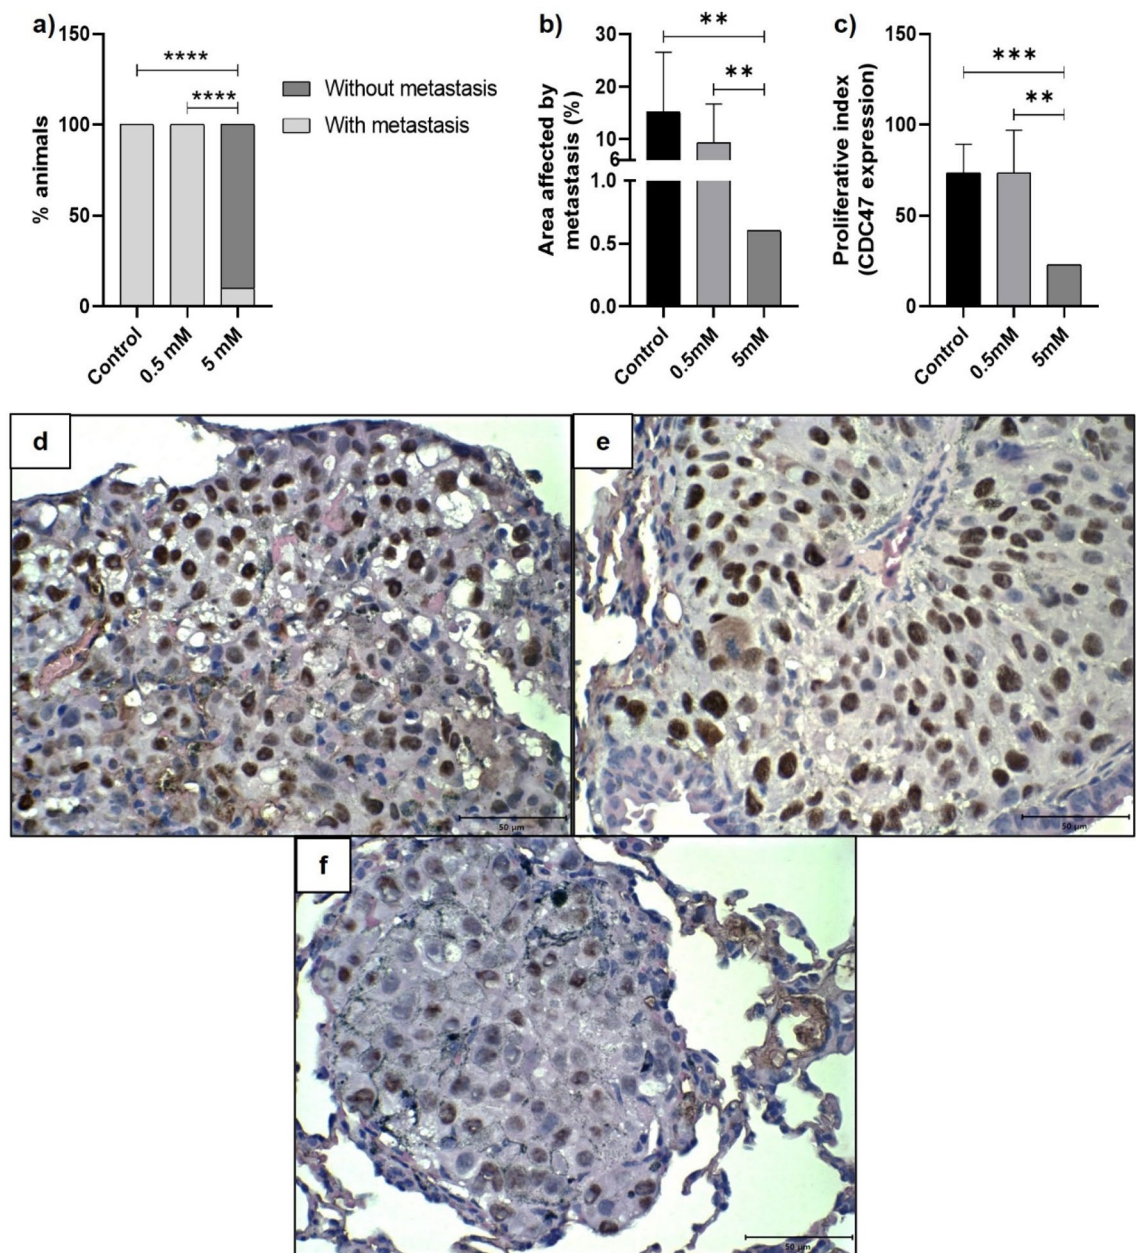 a)
150
100
50
0
% animals
****
****
Control
0.5 mM
5 mM
Without metastasis
With metastasis
b)
30
20
10
6
1.0
0.5
0.0
Area affected by
metastasis (%)
**
**
Control
0.5mM
5mM
c)
150
100
50
0
Proliferative index
(CDC47 expression)
***
**
Control
0.5mM
5mM
d
50 µm
e
50 µm
f
50 µm